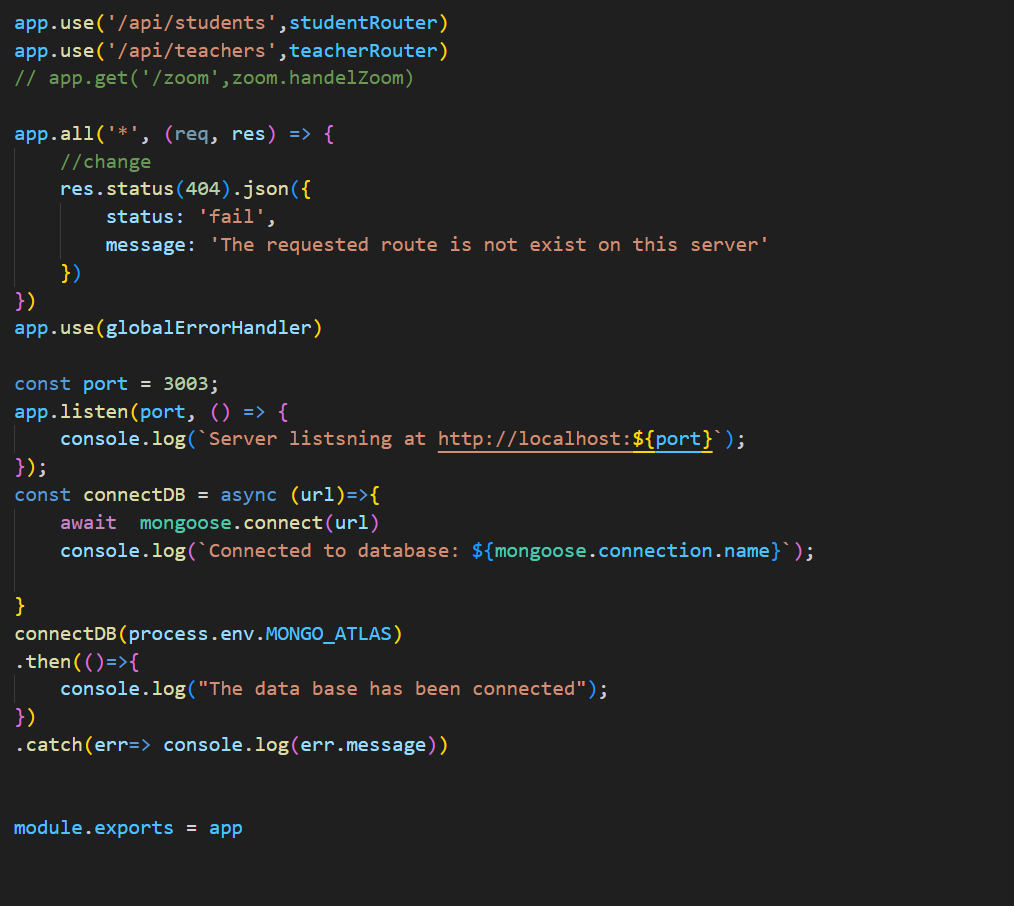 app.use('/api/students',studentRouter)
app.use('/api/teachers',teacherRouter)
// app.get('/zoom',zoom.handelZoom)
app.all('*', (req, res) => {
    //change
    res.status(404).json({
        status: 'fail',
        message: 'The requested route is not exist on this server'
    })
})
app.use(globalErrorHandler)
const port = 3003;
app.listen(port, () => {
    console.log(`Server listsning at http://localhost:${port}`);
});
const connectDB = async (url)=>{
    await  mongoose.connect(url)
    console.log(`Connected to database: ${mongoose.connection.name}`);
}
connectDB(process.env.MONGO_ATLAS)
.then(()=>{
    console.log("The data base has been connected");
})
.catch(err=> console.log(err.message))
module.exports = app